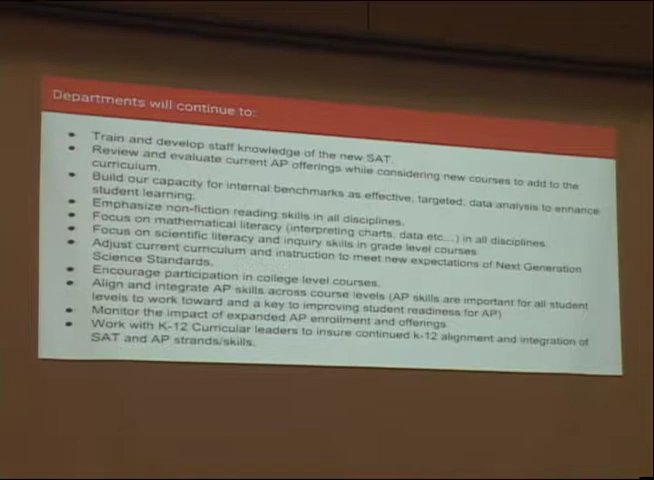 Departments will continue to:
• Train and develop staff knowledge of the new SAT.
• Review and evaluate current AP offerings while considering new courses to add to the
curriculum.
• Build our capacity for internal benchmarks as effective, targeted, data analysis to enhance
student learning.
• Emphasize non-fiction reading skills in all disciplines.
• Focus on mathematical literacy (interpreting charts, data etc...) in all disciplines.
• Focus on scientific literacy and inquiry skills in grade level courses.
• Adjust current curriculum and instruction to meet new expectations of Next Generation
Science Standards.
• Encourage participation in college level courses.
• Align and integrate AP skills across course levels (AP skills are important for all student
levels to work toward and a key to improving student readiness for AP)
• Monitor the impact of expanded AP enrollment and offerings.
• Work with K-12 Curricular leaders to insure continued k-12 alignment and integration of
SAT and AP strands/skills.